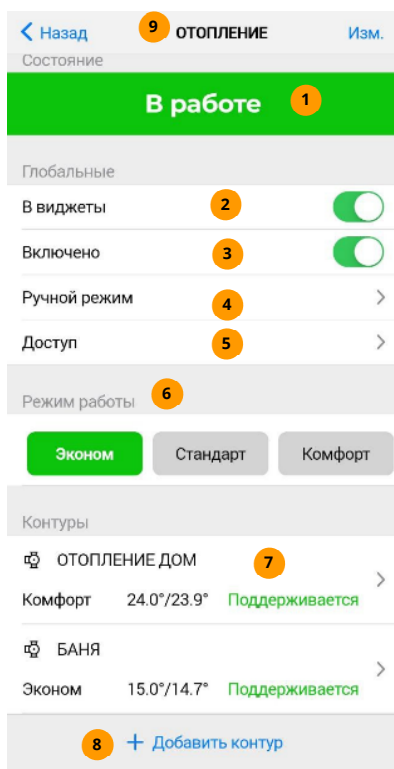 Назад 9 ОТОПЛЕНИЕ Изм.
Состояние
В работе 1
Глобальные
В виджеты 2
Включено 3
Ручной режим 4
Доступ 5
Режим работы 6
Эконом Стандарт Комфорт
Контуры
ОТОПЛЕНИЕ ДОМ 7
Комфорт 24.0°/23.9° Поддерживается
БАНЯ
Эконом 15.0°/14.7° Поддерживается
8 + Добавить контур